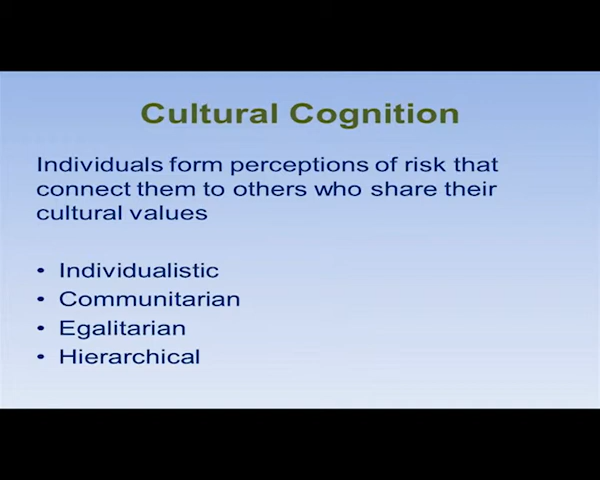 Cultural Cognition
Individuals form perceptions of risk that
connect them to others who share their
cultural values
• Individualistic
• Communitarian
• Egalitarian
• Hierarchical